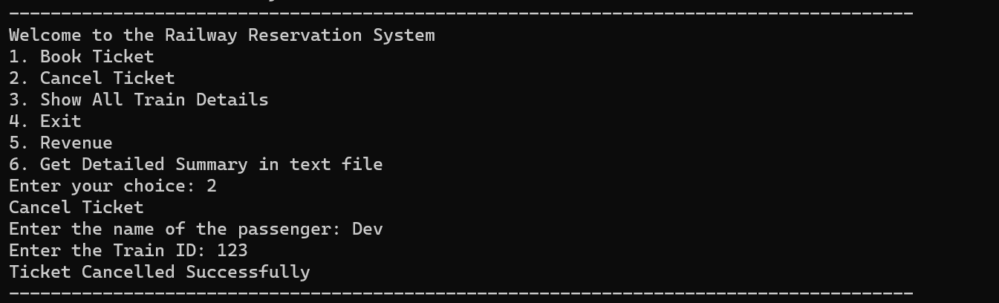 --------------------------------------------------------------------------------------- 
Welcome to the Railway Reservation System
1. Book Ticket
2. Cancel Ticket
3. Show All Train Details
4. Exit
5. Revenue
6. Get Detailed Summary in text file
Enter your choice: 2
Cancel Ticket
Enter the name of the passenger: Dev
Enter the Train ID: 123
Ticket Cancelled Successfully
---------------------------------------------------------------------------------------